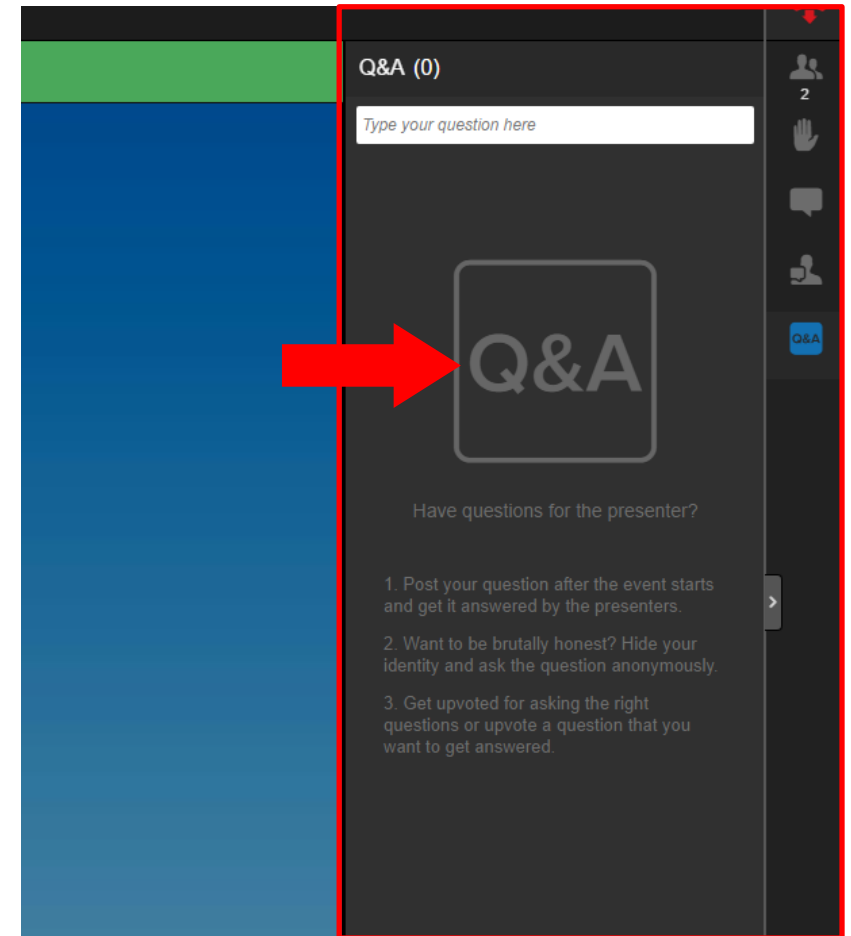 Q&A (0)
2
Type your question here
Q&A
Q&A
Have questions for the presenter?
1. Post your question after the event starts
and get it answered by the presenters.
2. Want to be brutally honest? Hide your
identity and ask the question anonymously.
3. Get upvoted for asking the right
questions or upvote a question that you
want to get answered.